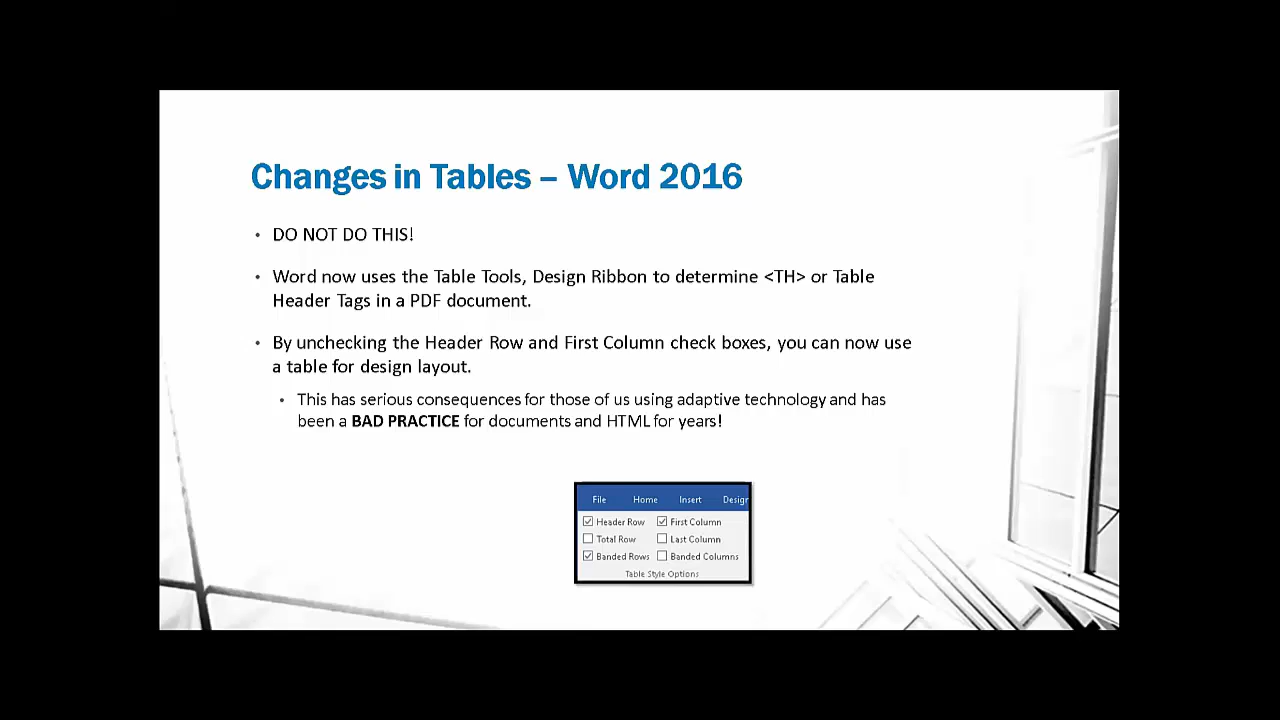 Changes in Tables – Word 2016
• DO NOT DO THIS!
• Word now uses the Table Tools, Design Ribbon to determine <TH> or Table
Header Tags in a PDF document.
• By unchecking the Header Row and First Column check boxes, you can now use
a table for design layout.
• This has serious consequences for those of us using adaptive technology and has
been a BAD PRACTICE for documents and HTML for years!
File Home Insert Design
Header Row First Column
Total Row Last Column
Banded Rows Banded Columns
Table Style Options